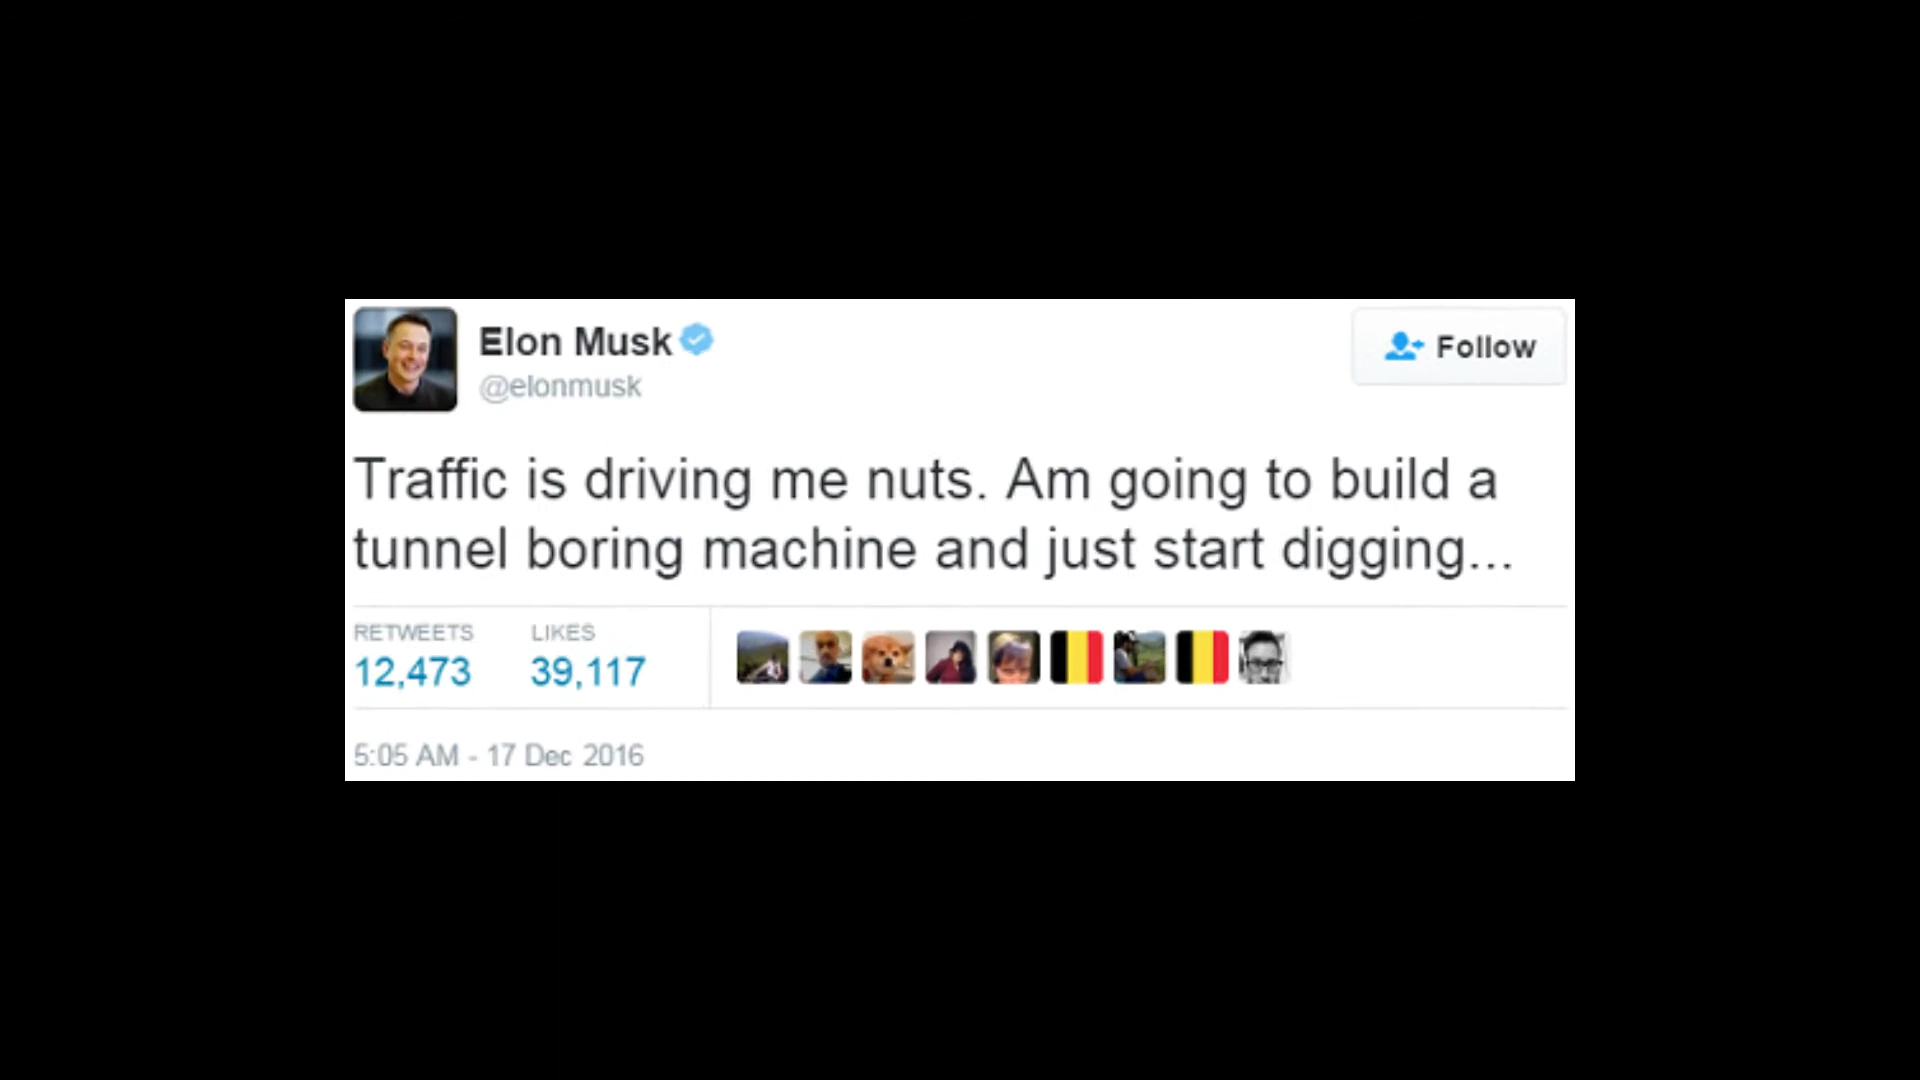 Elon Musk
@elonmusk
Follow
Traffic is driving me nuts. Am going to build a
tunnel boring machine and just start digging...
RETWEETS LIKES
12,473 39,117
5:05 AM - 17 Dec 2016